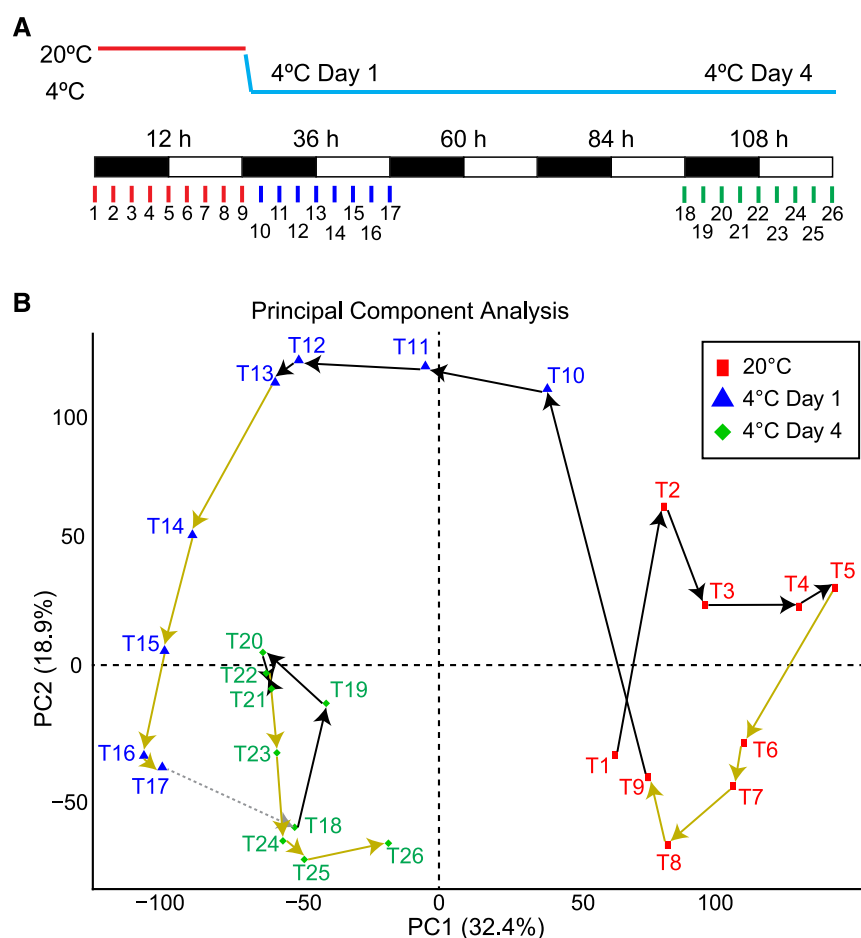 A
20ºC
4ºC
4ºC Day 1
4ºC Day 4
12 h
36 h
60 h
84 h
108 h
1 2 3 4 5 6 7 8 9 11 13 15 17 18 20 22 24 26
10 12 14 16 19 21 23 25
B
Principal Component Analysis
20°C
4°C Day 1
4°C Day 4
T12
T11
T13
T10
T2
T14
T3
T4
T5
T15
T20
T22
T21
T19
T16
T17
T23
T1
T9
T6
T7
T18
T24
T25
T26
T8
100
50
0
−50
PC2 (18.9%)
−100
−50
0
50
100
PC1 (32.4%)